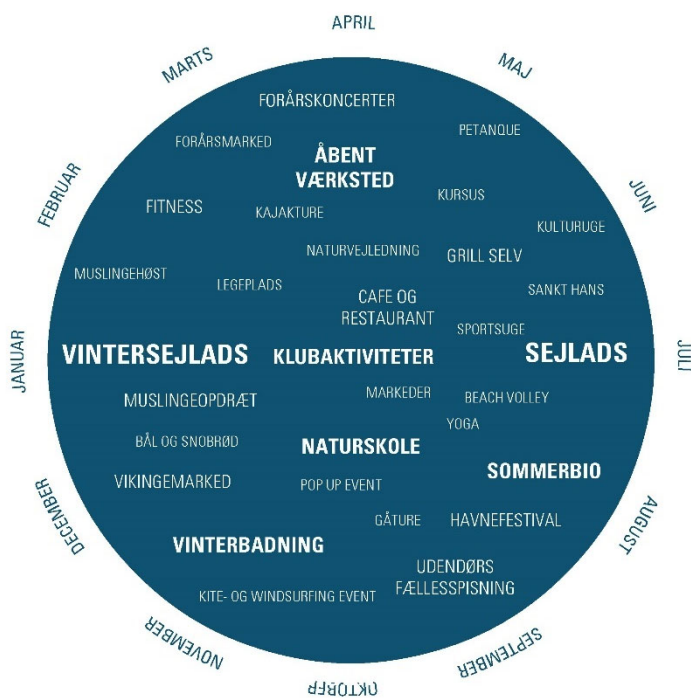 APRIL
MARTS
MAJ
FORÅRSKONCERTER
PETANQUE
FORÅRSMARKED
ÅBENT
VÆRKSTED
FEBRUAR
JUNI
FITNESS
KAJAKTURE
KURSUS
KULTURUGE
NATURVEJLEDNING
GRILL SELV
MUSLINGEHØST
LEGEPLADS
SANKT HANS
CAFE OG
RESTAURANT
SPORTSUGE
JANUAR
VINTERSEJLADS
KLUBAKTIVITETER
SEJLADS
JULI
MARKEDER
BEACH VOLLEY
MUSLINGEOPDRÆT
YOGA
BÅL OG SNOBRØD
NATURSKOLE
SOMMERBIO
VIKINGEMARKED
POP UP EVENT
DECEMBER
AUGUST
GÅTURE
HAVNEFESTIVAL
VINTERBADNING
UDENDØRS
FÆLLESSPISNING
KITE- OG WINDSURFING EVENT
NOVEMBER
SEPTEMBER
OKTOBER